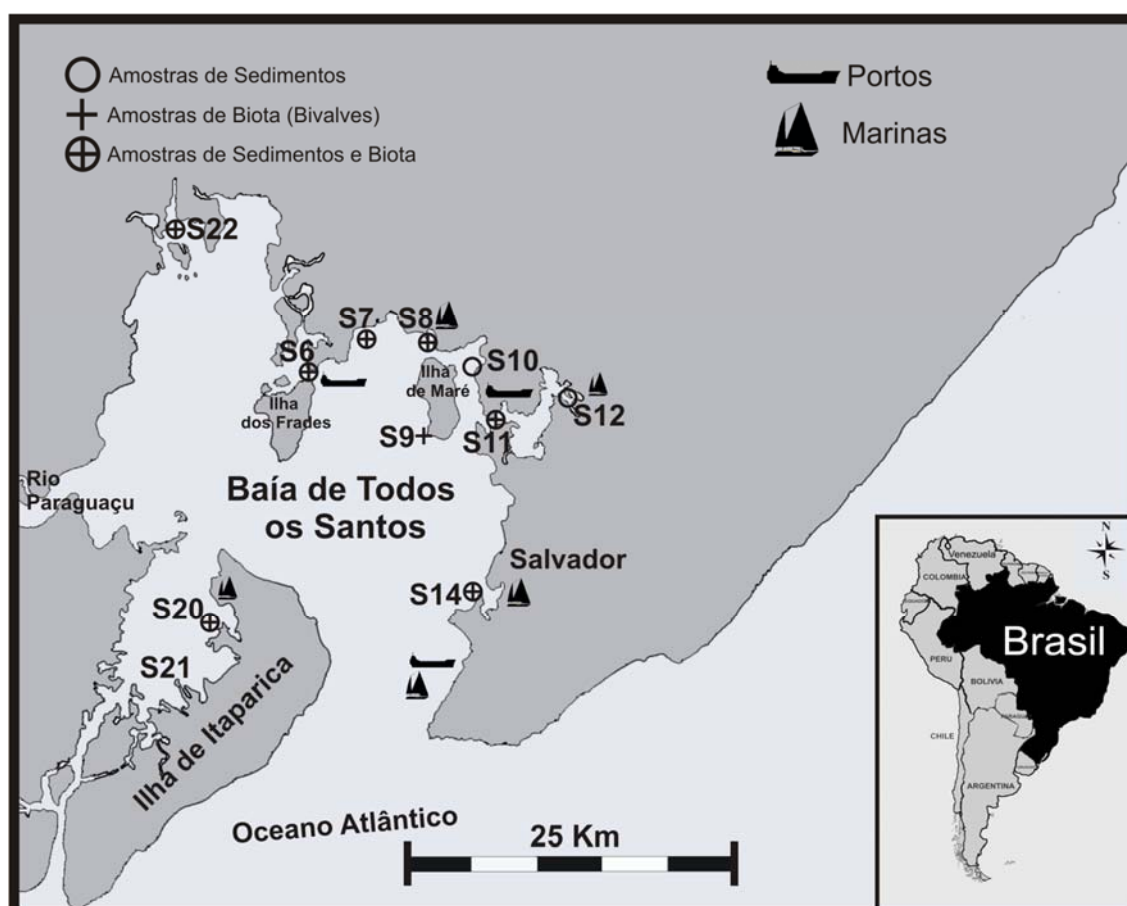 Amostras de Sedimentos
Amostras de Biota (Bivalves)
Amostras de Sedimentos e Biota
Portos
Marinas
S22
S7
S8
S6
S10
Ilha
de Maré
Ilha
dos Frades
S12
S9
S11
Rio
Paraguaçu
Baía de Todos
os Santos
Salvador
S14
S20
S21
Ilha de Itaparica
Oceano Atlântico
25 Km
N
S
Venezuela
COLOMBIA
Brasil
PERU
BOLIVIA
CHILE
ARGENTINA